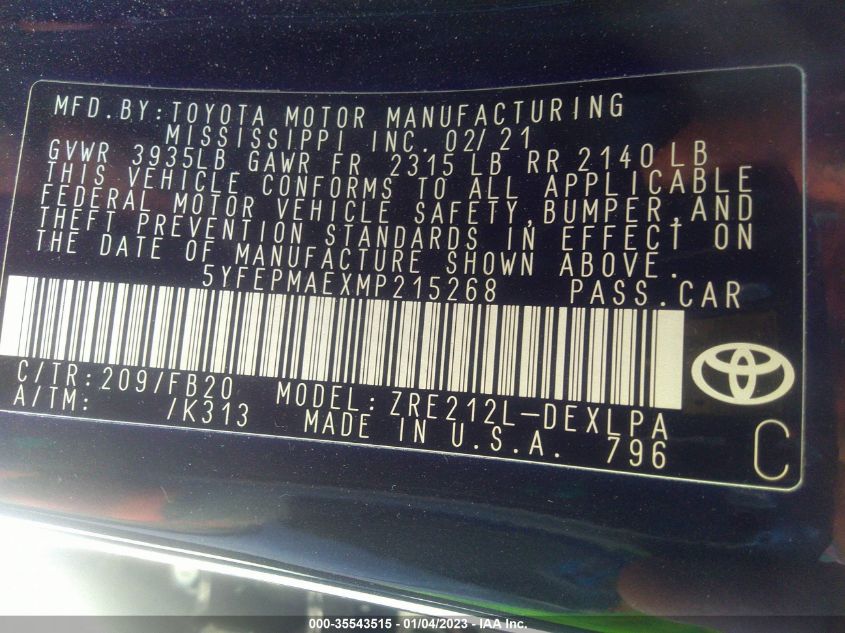 MFD.BY:TOYOTA MOTOR MANUFACTURING
MISSISSIPPI INC. 02/21
GVWR 3935LB GAWR FR 2315 LB RR 2140 LB
THIS VEHICLE CONFORMS TO ALL APPLICABLE
FEDERAL MOTOR VEHICLE SAFETY,BUMPER,AND
THEFT PREVENTION STANDARDS IN EFFECT ON
THE DATE OF MANUFACTURE SHOWN ABOVE.
5YFEPMAEXMP215268 PASS.CAR
C/TR:209/FB20 MODEL:ZRE212L-DEXLPA
A/TM: /K313 MADE IN U.S.A. 796 C
000-35543515 - 01/04/2023 - IAA Inc.